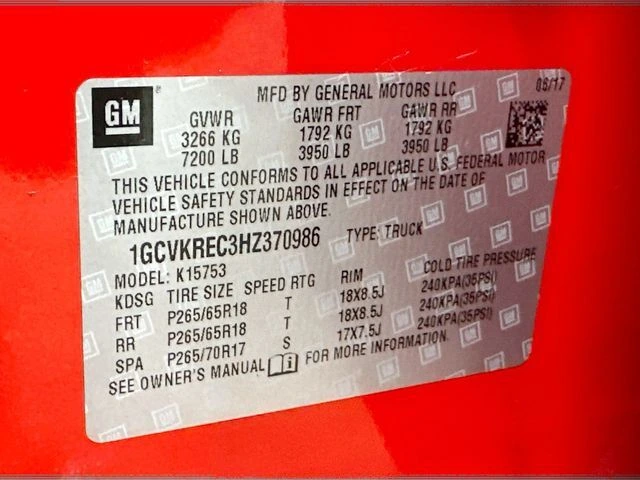 GM
MFD BY GENERAL MOTORS LLC 06/17
GVWR GAWR FRT GAWR RR
3266 KG 1792 KG 1792 KG
7200 LB 3950 LB 3950 LB
THIS VEHICLE CONFORMS TO ALL APPLICABLE U.S. FEDERAL MOTOR
VEHICLE SAFETY STANDARDS IN EFFECT ON THE DATE OF
MANUFACTURE SHOWN ABOVE.
1GCVKREC3HZ370986 TYPE: TRUCK
MODEL: K15753
KDSG TIRE SIZE SPEED RTG RIM COLD TIRE PRESSURE
FRT P265/65R18 T 18X8.5J 240KPA(35PSI)
RR P265/65R18 T 18X8.5J 240KPA(35PSI)
SPA P265/70R17 S 17X7.5J 240KPA(35PSI)
SEE OWNER'S MANUAL i FOR MORE INFORMATION.